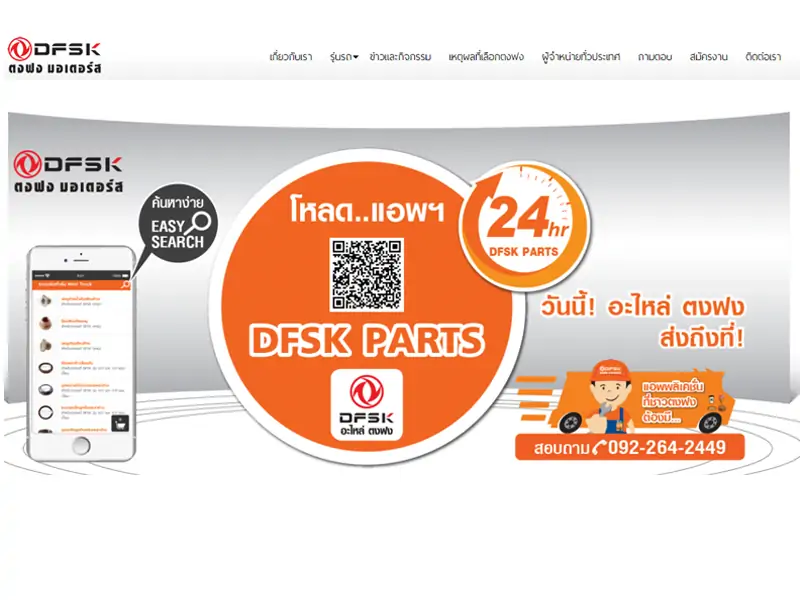 DFSK
ตงฟง มอเตอร์ส
เกี่ยวกับเรา รุ่นรถ ข่าวและกิจกรรม เหตุผลที่เลือกตงฟง ผู้จำหน่ายทั่วประเทศ ถามตอบ สมัครงาน ติดต่อเรา
DFSK
ตงฟง มอเตอร์ส
ค้นหาง่าย
EASY
SEARCH
โหลด..แอพฯ
24hr
DFSK PARTS
DFSK PARTS
DFSK
อะไหล่ ตงฟง
วันนี้! อะไหล่ ตงฟง
ส่งถึงที่!
DFSK
แอพพลิเคชั่น
ที่ชาวตงฟง
ต้องมี...
สอบถาม 092-264-2449